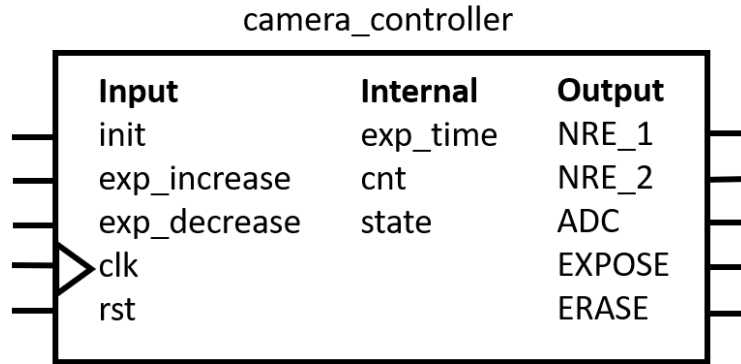 camera_controller
Input Internal Output
init exp_time NRE_1
exp_increase cnt NRE_2
exp_decrease state ADC
clk EXPOSE
rst ERASE